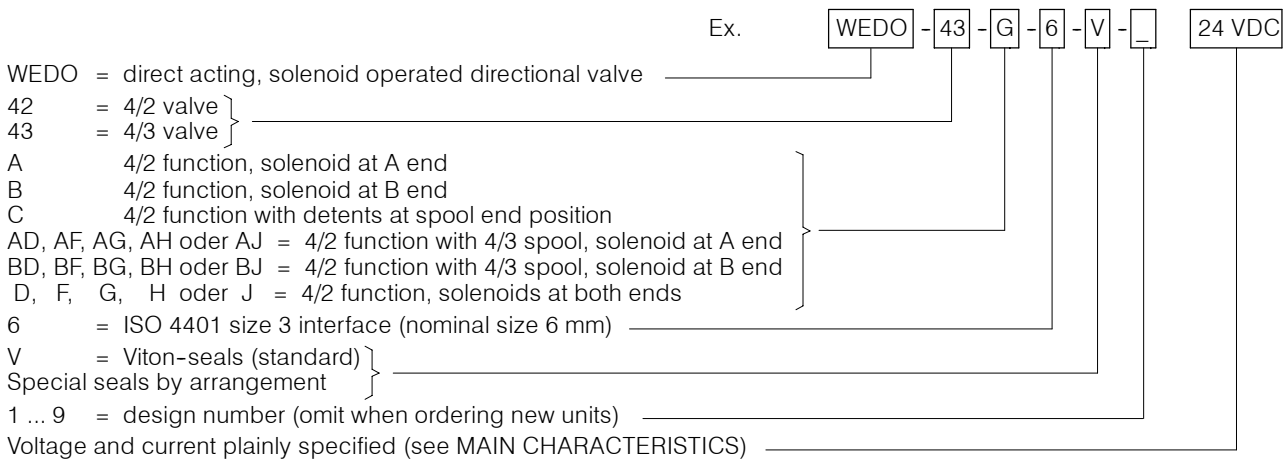 Ex. WEDO - 43 - G - 6 - V - _ 24 VDC
WEDO = direct acting, solenoid operated directional valve
42 = 4/2 valve
43 = 4/3 valve
A 4/2 function, solenoid at A end
B 4/2 function, solenoid at B end
C 4/2 function with detents at spool end position
AD, AF, AG, AH oder AJ = 4/2 function with 4/3 spool, solenoid at A end
BD, BF, BG, BH oder BJ = 4/2 function with 4/3 spool, solenoid at B end
D, F, G, H oder J = 4/2 function, solenoids at both ends
6 = ISO 4401 size 3 interface (nominal size 6 mm)
V = Viton-seals (standard)
Special seals by arrangement
1 ... 9 = design number (omit when ordering new units)
Voltage and current plainly specified (see MAIN CHARACTERISTICS)